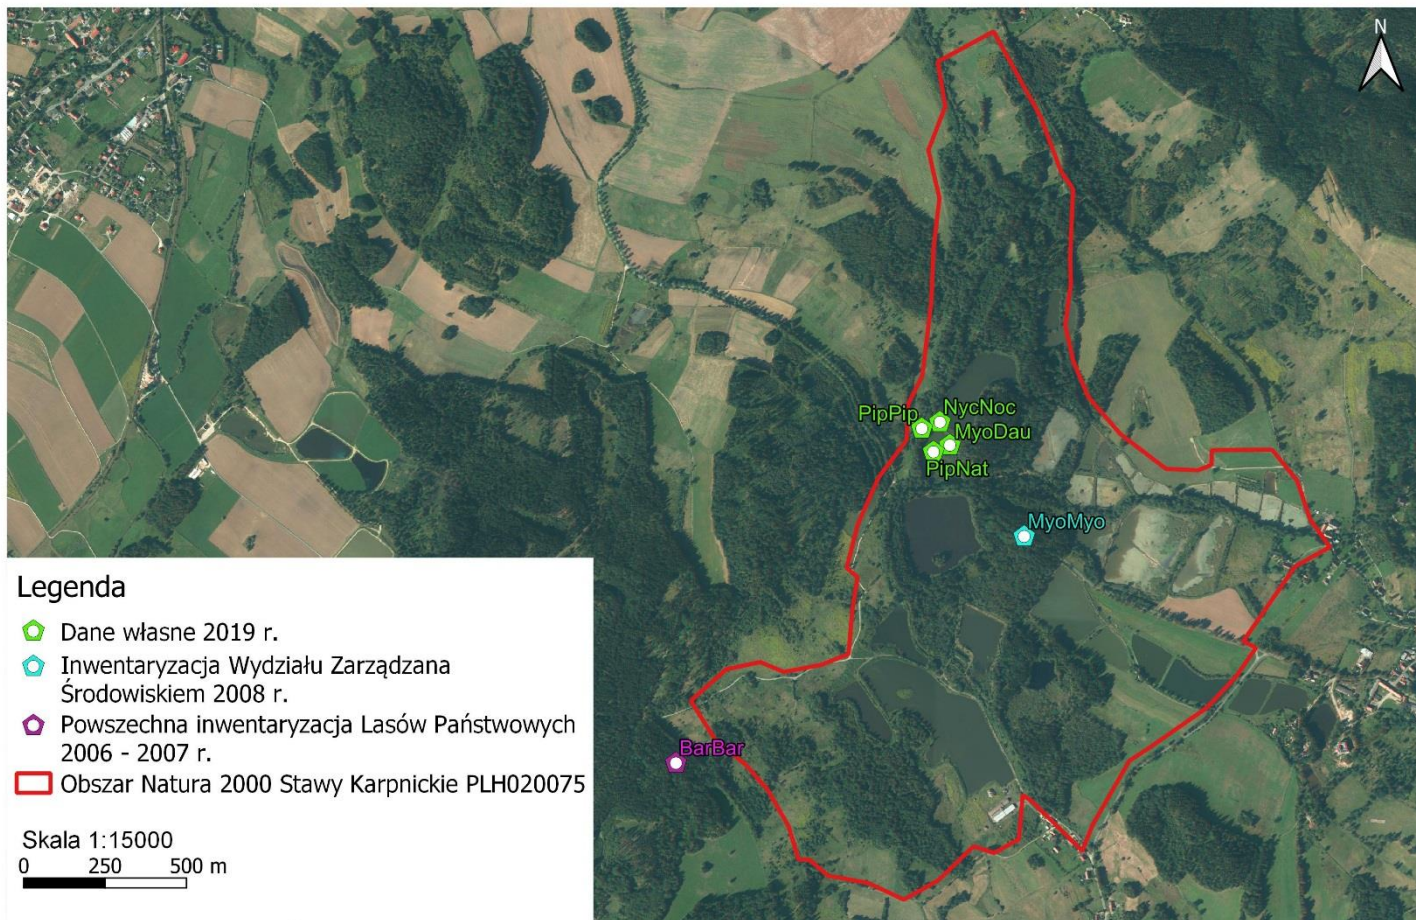 N
PipPip
NycNoc
MyoDau
PipNat
MyoMyo
BarBar
Legenda
Dane własne 2019 r.
Inwentaryzacja Wydziału Zarządzana
Środowiskiem 2008 r.
Powszechna inwentaryzacja Lasów Państwowych
2006 - 2007 r.
Obszar Natura 2000 Stawy Karpnickie PLH020075
Skala 1:15000
0 250 500 m